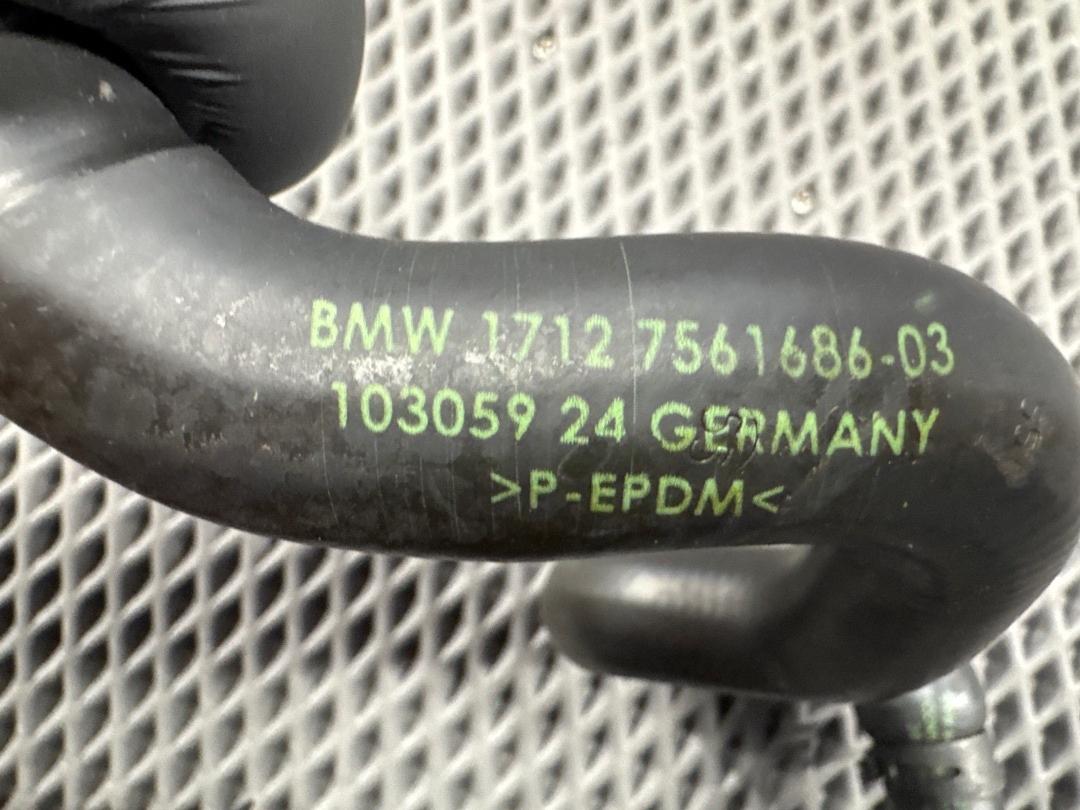 BMW 1712 7561686-03
103059 24 GERMANY
>P-EPDM<